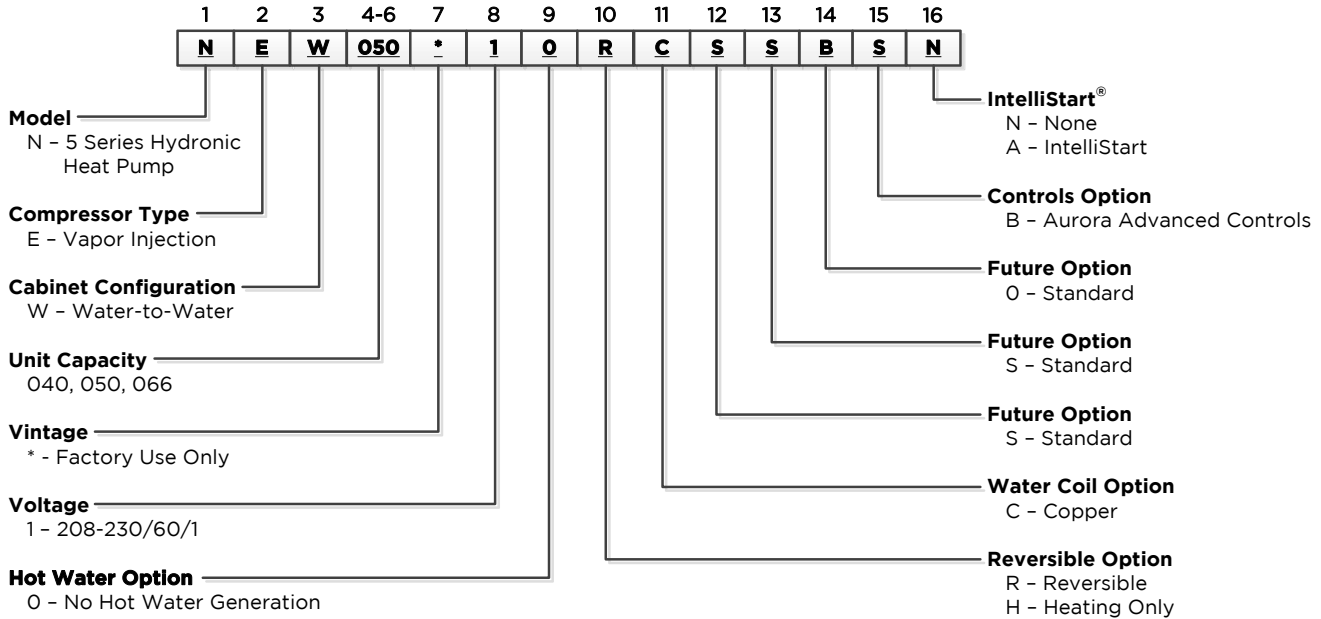 1 2 3 4-6 7 8 9 10 11 12 13 14 15 16
N E W 050 * 1 0 R C S S B S N
Model
N – 5 Series Hydronic
Heat Pump
Compressor Type
E – Vapor Injection
Cabinet Configuration
W – Water-to-Water
Unit Capacity
040, 050, 066
Vintage
* - Factory Use Only
Voltage
1 – 208-230/60/1
Hot Water Option
0 – No Hot Water Generation
IntelliStart®
N – None
A – IntelliStart
Controls Option
B – Aurora Advanced Controls
Future Option
0 – Standard
Future Option
S – Standard
Future Option
S – Standard
Water Coil Option
C – Copper
Reversible Option
R – Reversible
H – Heating Only